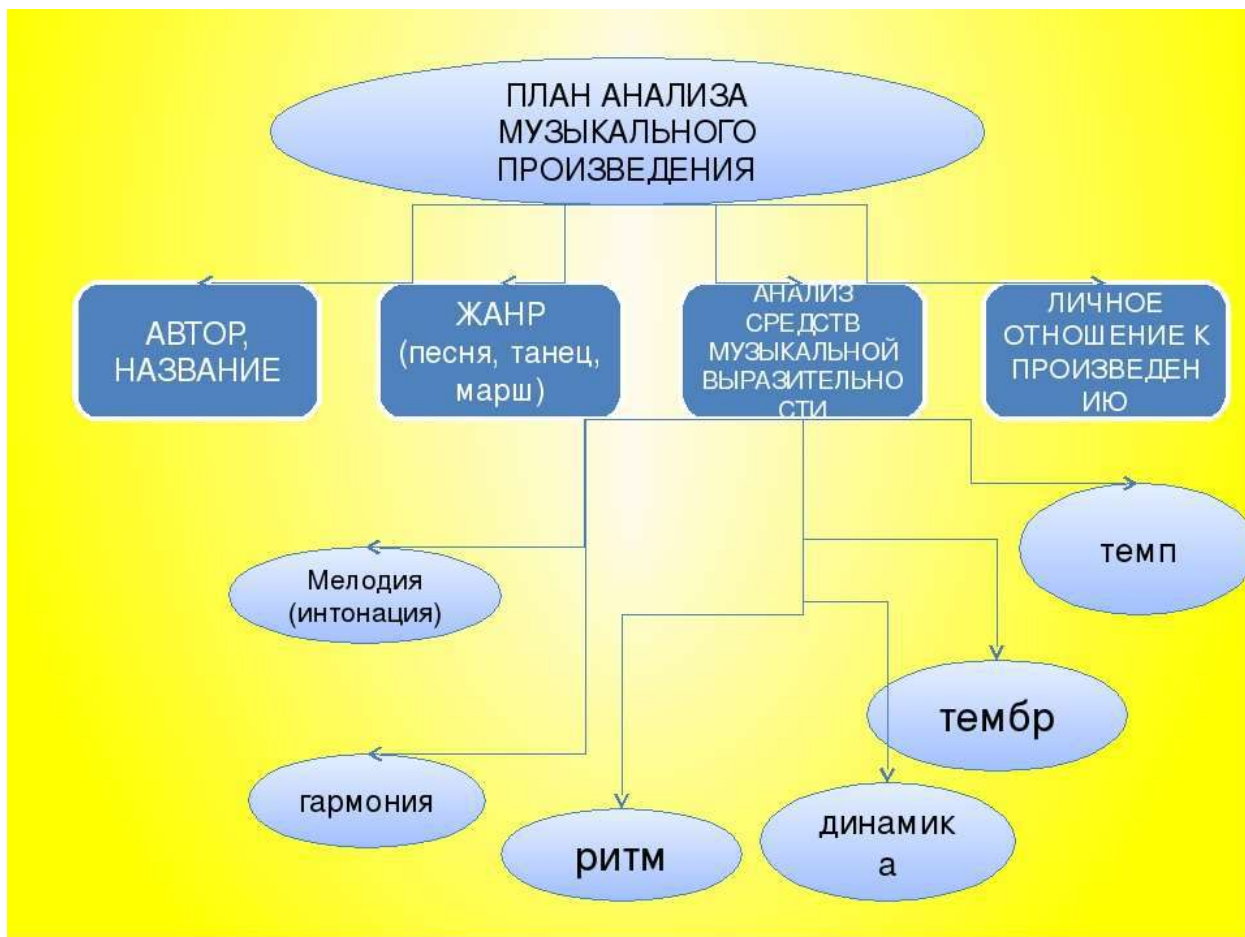 ПЛАН АНАЛИЗА
МУЗЫКАЛЬНОГО
ПРОИЗВЕДЕНИЯ
АВТОР,
НАЗВАНИЕ
ЖАНР
(песня, танец,
марш)
АНАЛИЗ
СРЕДСТВ
МУЗЫКАЛЬНОЙ
ВЫРАЗИТЕЛЬНО
СТИ
ЛИЧНОЕ
ОТНОШЕНИЕ К
ПРОИЗВЕДЕН
ИЮ
темп
Мелодия
(интонация)
тембр
гармония
ритм
динамик
а